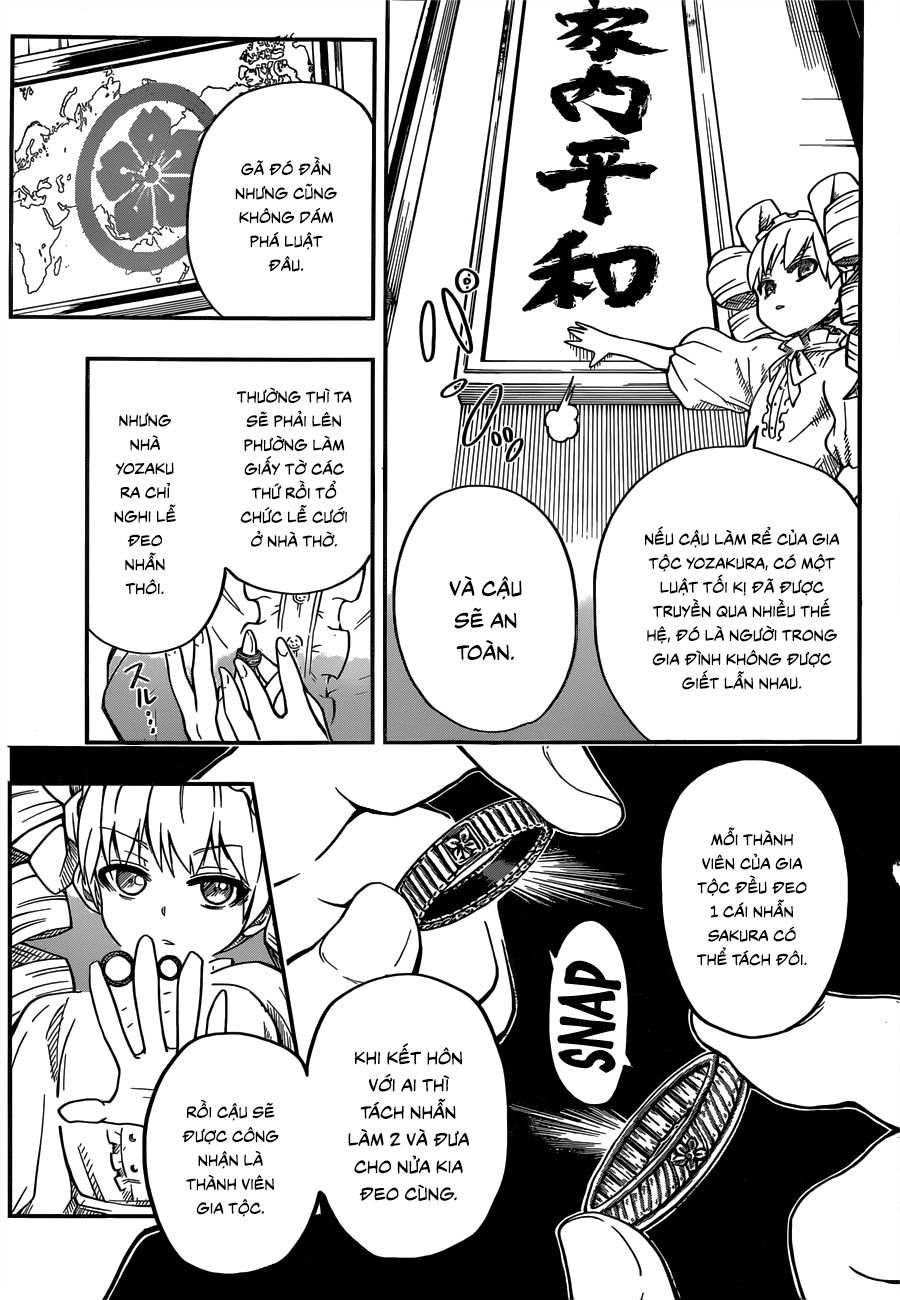 家内平和
バン
NẾU CẬU LÀM RỂ CỦA GIA
TỘC YOZAKURA, CÓ MỘT
LUẬT TỐI KỊ ĐÃ ĐƯỢC
TRUYỀN QUA NHIỀU THẾ
HỆ, ĐÓ LÀ NGƯỜI TRONG
GIA ĐÌNH KHÔNG ĐƯỢC
GIẾT LẪN NHAU.
VÀ CẬU
SẼ AN
TOÀN.
GÃ ĐÓ ĐẦN
NHƯNG CŨNG
KHÔNG DÁM
PHÁ LUẬT
ĐÂU.
THƯỜNG THÌ TA
SẼ PHẢI LÊN
PHƯỜNG LÀM
GIẤY TỜ CÁC
THỨ RỒI TỔ
CHỨC LỄ CƯỚI
Ở NHÀ THỜ.
NHƯNG
NHÀ
YOZAKU
RA CHỈ
NGHI LỄ
ĐEO
NHẪN
THÔI.
スル…
MỖI THÀNH
VIÊN CỦA GIA
TỘC ĐỀU ĐEO
1 CÁI NHẪN
SAKURA CÓ
THỂ TÁCH ĐÔI.
SNAP
KHI KẾT HÔN
VỚI AI THÌ
TÁCH NHẪN
LÀM 2 VÀ ĐƯA
CHO NỬA KIA
ĐEO CÙNG.
RỒI CẬU SẼ
ĐƯỢC CÔNG
NHẬN LÀ
THÀNH VIÊN
GIA TỘC.